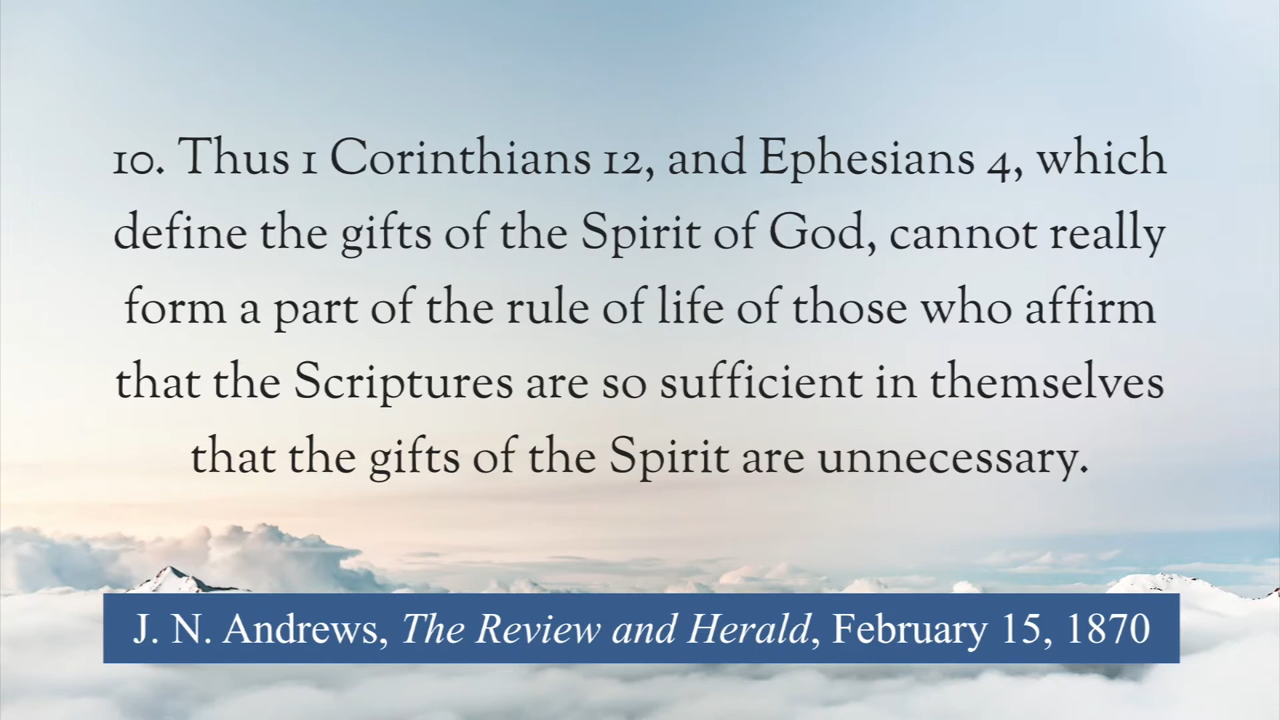 10. Thus 1 Corinthians 12, and Ephesians 4, which
define the gifts of the Spirit of God, cannot really
form a part of the rule of life of those who affirm
that the Scriptures are so sufficient in themselves
that the gifts of the Spirit are unnecessary.
J. N. Andrews, The Review and Herald, February 15, 1870